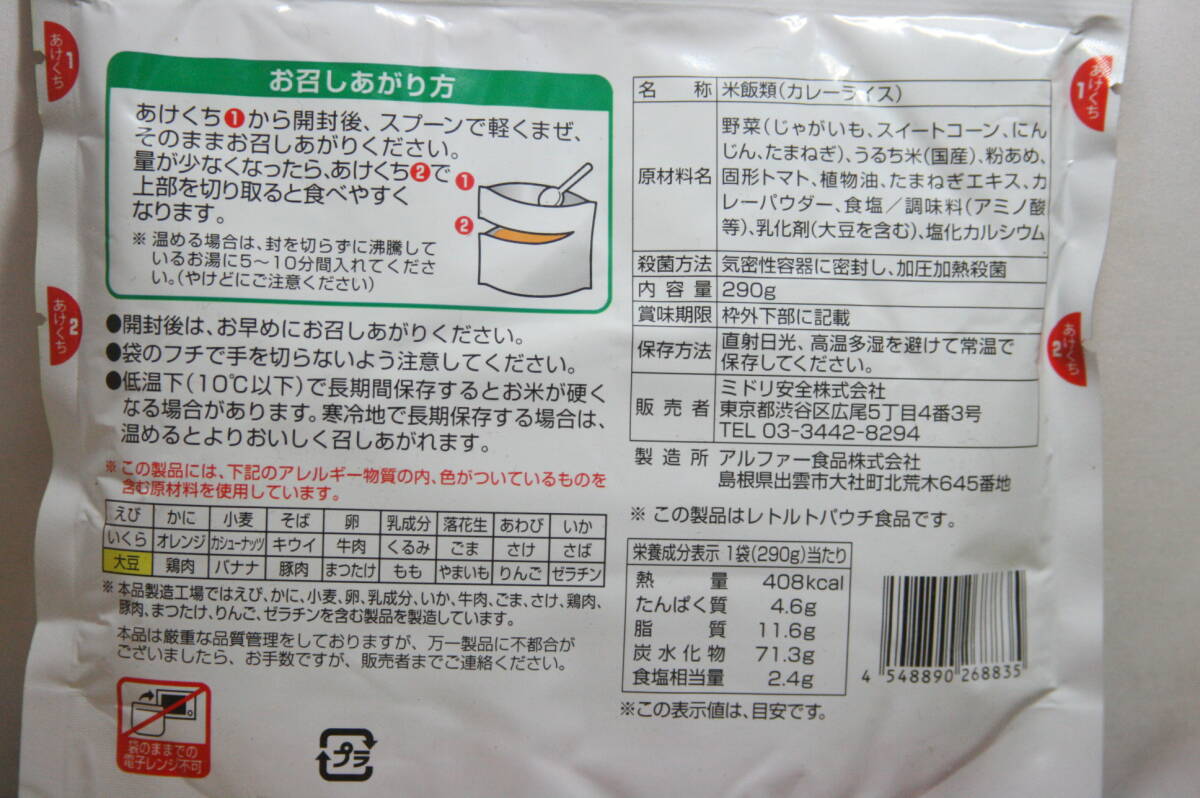 あけくち 1
お召しあがり方
あけくち❶から開封後、スプーンで軽くまぜ、
そのままお召しあがりください。
量が少なくなったら、あけくち❷で
上部を切り取ると食べやすく
なります。
※ 温める場合は、封を切らずに沸騰して
いるお湯に5〜10分間入れてくださ
い。(やけどにご注意ください)
1
2
あけくち 2
●開封後は、お早めにお召しあがりください。
●袋のフチで手を切らないよう注意してください。
●低温下(10℃以下)で長期間保存するとお米が硬く
なる場合があります。寒冷地で長期保存する場合は、
温めるとよりおいしく召しあがれます。
※ この製品には、下記のアレルギー物質の内、色がついているものを
含む原材料を使用しています。
えび かに 小麦 そば 卵 乳成分 落花生 あわび いか
いくら オレンジ カシューナッツ キウイ 牛肉 くるみ ごま さけ さば
大豆 鶏肉 バナナ 豚肉 まつたけ もも やまいも りんご ゼラチン
※ 本品製造工場ではえび、かに、小麦、卵、乳成分、いか、牛肉、ごま、さけ、鶏肉、
豚肉、まつたけ、りんご、ゼラチンを含む製品を製造しています。
本品は厳重な品質管理をしておりますが、万一製品に不都合が
ございましたら、お手数ですが、販売者までご連絡ください。
袋のままでの
電子レンジ不可
プラ
あけくち 1
名 称 米飯類(カレーライス)
原材料名 野菜(じゃがいも、スイートコーン、にん
じん、たまねぎ)、うるち米(国産)、粉あめ、
固形トマト、植物油、たまねぎエキス、カ
レーパウダー、食塩/調味料(アミノ酸
等)、乳化剤(大豆を含む)、塩化カルシウム
殺菌方法 気密性容器に密封し、加圧加熱殺菌
内容量 290g
賞味期限 枠外下部に記載
保存方法 直射日光、高温多湿を避けて常温で
保存してください。
販売者 ミドリ安全株式会社
東京都渋谷区広尾5丁目4番3号
TEL 03-3442-8294
あけくち 2
製造所 アルファー食品株式会社
島根県出雲市大社町北荒木645番地
※ この製品はレトルトパウチ食品です。
栄養成分表示 1袋(290g)当たり
熱 量 408kcal
たんぱく質 4.6g
脂 質 11.6g
炭水化物 71.3g
食塩相当量 2.4g
※この表示値は、目安です。
4 548890 268835